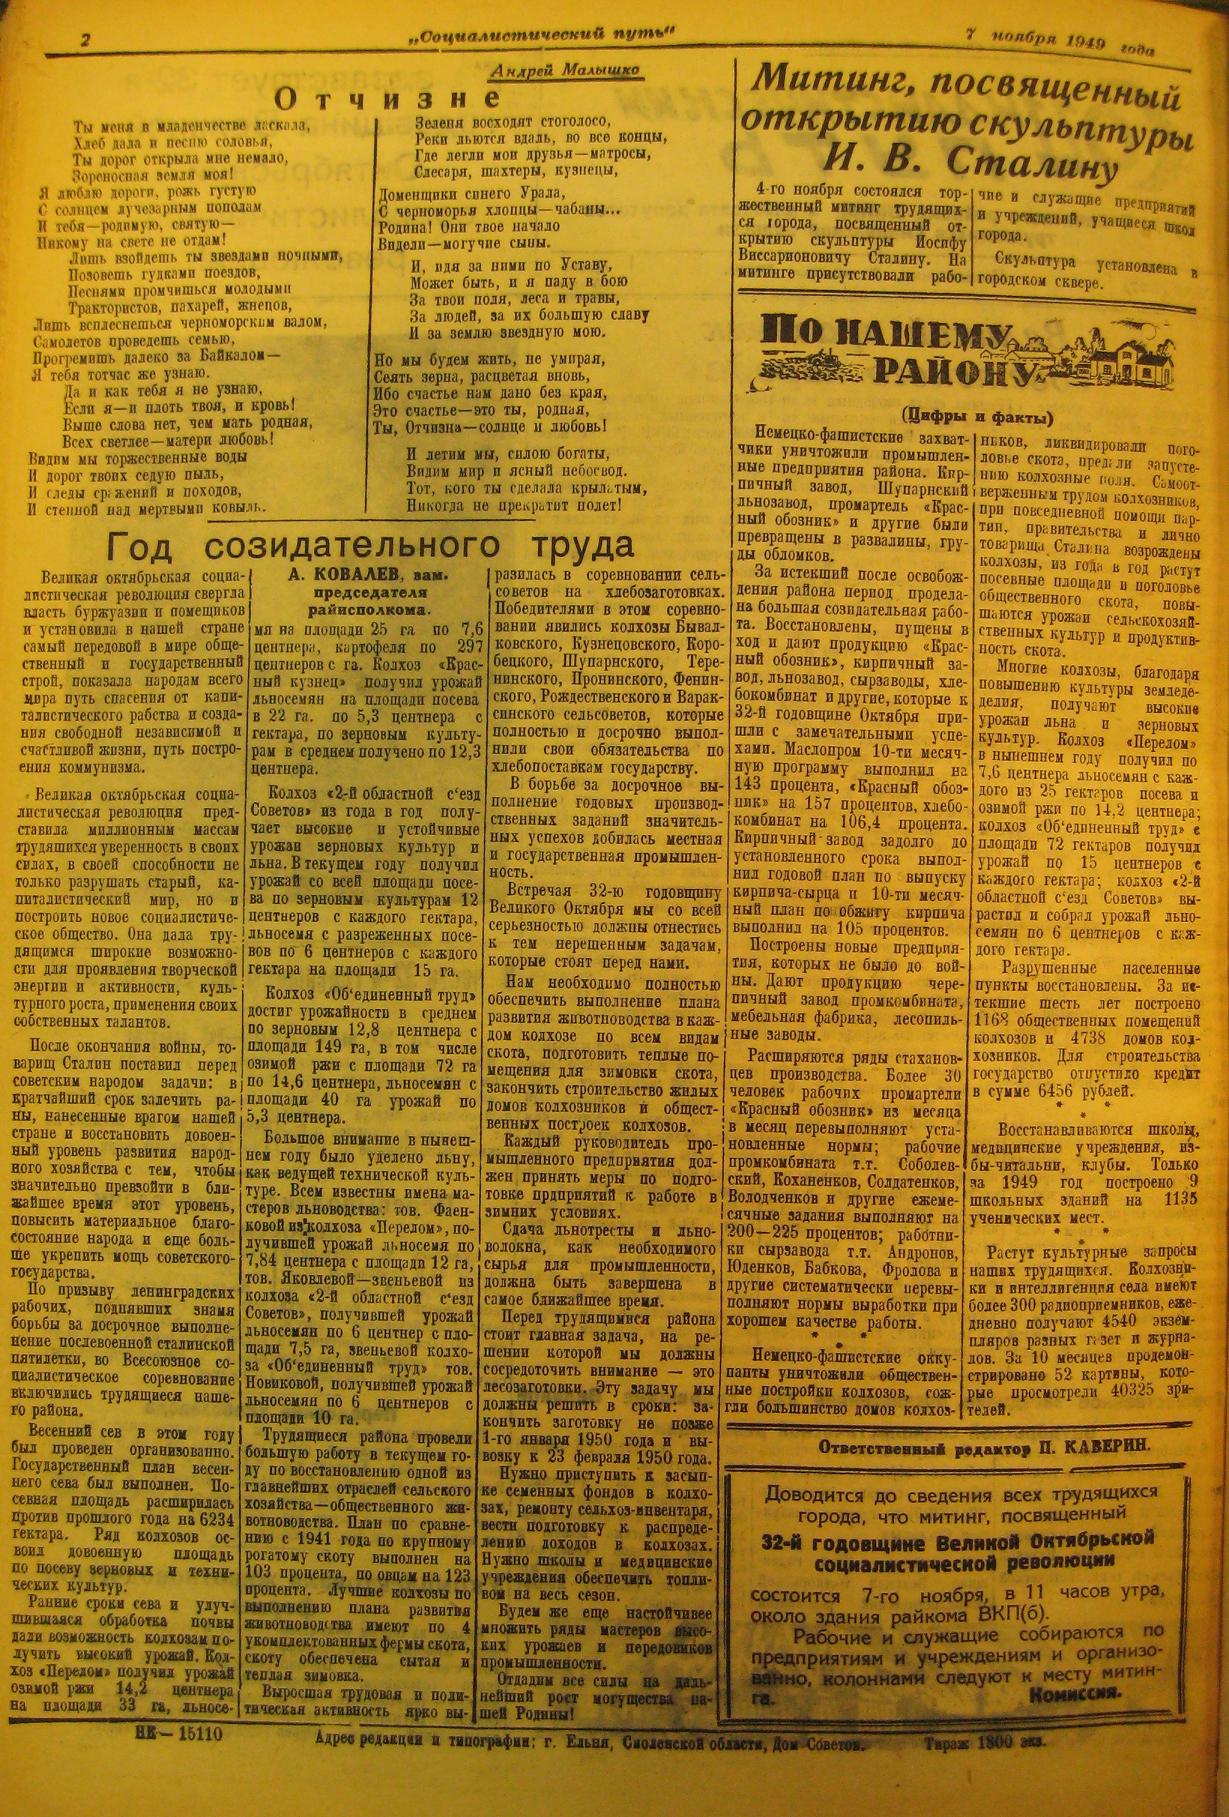 2
„Социалистический путь“
7 ноября 1949 года
Андрей Малышко
Отчизне
Ты меня в младенчестве ласкала,
Хлеб дала и песню соловья,
Ты дорог открыла мне немало,
Зороносная земля моя!
Я люблю дороги, рожь густую
С солнцем лучезарным пополам
И тебя—родимую, святую—
Никому на свете не отдам!
Лишь взойдешь ты звездами ночными,
Позовешь гудками поездов,
Песнями промчишься молодыми
Трактористов, пахарей, жнецов,
Лишь всплеснешься черноморским валом,
Самолетов проведешь семью,
Прогремишь далеко за Байкалом—
Я тебя тотчас же узнаю.
Да и как тебя я не узнаю,
Если я—и плоть твоя, и кровь!
Выше слова нет, чем мать родная,
Всех светлее—матери любовь!
Видим мы торжественные воды
И дорог твоих седую пыль,
И следы сражений и походов,
И степной над мертвыми ковыль.
Зеленя восходят стоголосо,
Реки льются вдаль, во все концы,
Где легли мои друзья—матросы,
Слесаря, шахтеры, кузнецы,
Доменщики синего Урала,
С черноморья хлопцы—чабаны...
Родина! Они твое начало
Видели—могучие сыны.
И, идя за ними по Уставу,
Может быть, и я паду в бою
За твои поля, леса и травы,
За людей, за их большую славу
И за землю звездную мою.
Но мы будем жить, не умирая,
Сеять зерна, расцветая вновь,
Ибо счастье нам дано без края,
Это счастье—это ты, родная,
Ты, Отчизна—солнце и любовь!
И летим мы, силою богаты,
Видим мир и ясный небосвод.
Тот, кого ты сделала крылатым,
Никогда не прекратит полет!
Год созидательного труда
Великая октябрьская социа-
листическая революция свергла
власть буржуазии и помещиков
и установила в нашей стране
самый передовой в мире обще-
ственный и государственный
строй, показала народам всего
мира путь спасения от капи-
талистического рабства и созда-
ния свободной независимой и
счастливой жизни, путь постро-
ения коммунизма.
Великая октябрьская социа-
листическая революция пред-
ставила миллионным массам
трудящихся уверенность в своих
силах, в своей способности не
только разрушать старый, ка-
питалистический мир, но и
построить новое социалистиче-
ское общество. Она дала тру-
дящимся широкие возможно-
сти для проявления творческой
энергии и активности, куль-
турного роста, применения своих
собственных талантов.
После окончания войны, то-
варищ Сталин поставил перед
советским народом задачи: в
кратчайший срок залечить ра-
ны, нанесенные врагом нашей
стране и восстановить довоен-
ный уровень развития народ-
ного хозяйства с тем, чтобы
значительно превзойти в бли-
жайшее время этот уровень,
повысить материальное благо-
состояние народа и еще боль-
ше укрепить мощь советского-
государства.
По призыву ленинградских
рабочих, поднявших знамя
борьбы за досрочное выполне-
нение послевоенной сталинской
пятилетки, во Всесоюзное со-
циалистическое соревнование
включились трудящиеся наше-
го района.
Весенний сев в этом году
был проведен организованно.
Государственный план весен-
него сева был выполнен. По-
севная площадь расширилась
против прошлого года на 6234
гектара. Ряд колхозов ос-
воил довоенную площадь
по посеву зерновых и техни-
ческих культур.
Ранние сроки сева и улуч-
шившаяся обработка почвы
дали возможность колхозам по-
лучить высокий урожай. Кол-
хоз «Перелом» получил урожай
озимой ржи 14,2 центнера
на площади 33 га, льносе-
А. КОВАЛЕВ, зам.
председателя
райисполкома.
мя на площади 25 га по 7,6
центнера, картофеля по 297
центнеров с га. Колхоз «Крас-
ный кузнец» получил урожай
льносемян на площади посева
в 22 га. по 5,3 центнера с
гектара, по зерновым культу-
рам в среднем получено по 12,3
центнера.
Колхоз «2-й областной с'езд
Советов» из года в год полу-
чает высокие и устойчивые
урожаи зерновых культур и
льна. В текущем году получил
урожай со всей площади посе-
ва по зерновым культурам 12
центнеров с каждого гектара,
льносемя с разреженных посе-
вов по 6 центнеров с каждого
гектара на площади 15 га.
Колхоз «Об'единенный труд»
достиг урожайности в среднем
по зерновым 12,8 центнера с
площади 149 га, в том числе
озимой ржи с площади 72 га
по 14,6 центнера, льносемян с
площади 40 га урожай по
5,3 центнера.
Большое внимание в нынеш-
нем году было уделено льну,
как ведущей технической куль-
туре. Всем известны имена ма-
стеров льноводства: тов. Фаен-
ковой из колхоза «Перелом», по-
лучившей урожай льносемя по
7,84 центнера с площади 12 га,
тов. Яковлевой—звеньевой из
колхоза «2-й областной с'езд
Советов», получившей урожай
льносемян по 6 центнер с пло-
щади 7,5 га, звеньевой колхо-
за «Об'единенный труд» тов.
Новиковой, получившей урожай
льносемян по 6 центнеров с
площади 10 га.
Трудящиеся района провели
большую работу в текущем го-
ду по восстановлению одной из
главнейших отраслей сельского
хозяйства—общественного жи-
вотноводства. План по сравне-
нию с 1941 года по крупному
рогатому скоту выполнен на
103 процента, по овцам на 123
процента. Лучшие колхозы по
выполнению плана развития
животноводства имеют по 4
укомплектованных фермы скота,
скоту обеспечена сытая и
теплая зимовка.
Выросшая трудовая и поли-
тическая активность ярко вы-
разилась в соревновании сель-
советов на хлебозаготовках.
Победителями в этом соревно-
вании явились колхозы Бывал-
ковского, Кузнецовского, Коро-
бецкого, Шупарнского, Тере-
нинского, Пронинского, Фенин-
ского, Рождественского и Варак-
синского сельсоветов, которые
полностью и досрочно выпол-
нили свои обязательства по
хлебопоставкам государству.
В борьбе за досрочное вы-
полнение годовых производ-
ственных заданий значитель-
ных успехов добилась местная
и государственная промышлен-
ность.
Встречая 32-ю годовщину
Великого Октября мы со всей
серьезностью должны отнестись
к тем нерешенным задачам,
которые стоят перед нами.
Нам необходимо полностью
обеспечить выполнение плана
развития животноводства в каж-
дом колхозе по всем видам
скота, подготовить теплые по-
мещения для зимовки скота,
закончить строительство жилых
домов колхозников и общест-
венных построек колхозов.
Каждый руководитель про-
мышленного предприятия дол-
жен принять меры по подго-
товке прдприятий к работе в
зимних условиях.
Сдача льнотресты и льно-
волокна, как необходимого
сырья для промышленности,
должна быть завершена в
самое ближайшее время.
Перед трудящимися района
стоит главная задача, на ре-
шении которой мы должны
сосредоточить внимание — это
лесозаготовки. Эту задачу мы
должны решить в сроки: за-
кончить заготовку не позже
1-го января 1950 года и вы-
возку к 23 февраля 1950 года.
Нужно приступить к засып-
ке семенных фондов в колхо-
зах, ремонту сельхоз-инвентаря,
вести подготовку к распреде-
лению доходов в колхозах.
Нужно школы и медицинские
учреждения обеспечить топли-
вом на весь сезон.
Будем же еще настойчивее
множить ряды мастеров высо-
ких урожаев и передовиков
промышленности.
Отдадим все силы на даль-
нейший рост могущества на-
шей Родины!
Митинг, посвященный
открытию скульптуры
И. В. Сталину
4-го ноября состоялся тор-
жественный митинг трудящих-
ся города, посвященный от-
крытию скульптуры Иосифу
Виссарионовичу Сталину. На
митинге присутствовали рабо-
чие и служащие предприятий
и учреждений, учащиеся школ
города.
Скульптура установлена в
городском сквере.
ПО НАШЕМУ
РАЙОНУ
(Цифры и факты)
Немецко-фашистские захват-
чики уничтожили промышлен-
ные предприятия района. Кир-
пичный завод, Шупарнский
льнозавод, промартель «Крас-
ный обозник» и другие были
превращены в развалины, гру-
ды обломков.
За истекший после освобож-
дения района период продела-
на большая созидательная рабо-
та. Восстановлены, пущены в
ход и дают продукцию «Крас-
ный обозник», кирпичный за-
вод, льнозавод, сырзаводы, хле-
бокомбинат и другие, которые к
32-й годовщине Октября при-
шли с замечательными успе-
хами. Маслопром 10-ти месяч-
ную программу выполнил на
143 процента, «Красный обоз-
ник» на 157 процентов, хлебо-
комбинат на 106,4 процента.
Кирпичный завод задолго до
установленного срока выпол-
нил годовой план по выпуску
кирпича-сырца и 10-ти месяч-
ный план по обжигу кирпича
выполнил на 105 процентов.
Построены новые предприя-
тия, которых не было до вой-
ны. Дают продукцию чере-
пичный завод промкомбината,
мебельная фабрика, лесопиль-
ные заводы.
Расширяются ряды стаханов-
цев производства. Более 30
человек рабочих промартели
«Красный обозник» из месяца
в месяц перевыполняют уста-
новленные нормы; рабочие
промкомбината т.т. Соболев-
ский, Коханенков, Солдатенков,
Володченков и другие ежеме-
сячные задания выполняют на
200—225 процентов; работни-
ки сырзавода т.т. Андронов,
Юденков, Бабкова, Фролова и
другие систематически перевы-
полняют нормы выработки при
хорошем качестве работы.
* * *
Немецко-фашистские окку-
панты уничтожили обществен-
ные постройки колхозов, сож-
гли большинство домов колхоз-
ников, ликвидировали пого-
ловье скота, предали запусте-
нию колхозные поля. Самоот-
верженным трудом колхозников,
при повседневной помощи пар-
тии, правительства и лично
товарища Сталина возрождены
колхозы, из года в год растут
посевные площади и поголовье
общественного скота, повы-
шаются урожаи сельскохозяй-
ственных культур и продуктив-
ность скота.
Многие колхозы, благодаря
повышению культуры земледе-
делия, получают высокие
урожаи льна и зерновых
культур. Колхоз «Перелом»
в нынешнем году получил по
7,6 центнера льносемян с каж-
дого из 25 гектаров посева и
озимой ржи по 14,2 центнера;
колхоз «Об'единенный труд» с
площади 72 гектаров получил
урожай по 15 центнеров с
каждого гектара; колхоз «2-й
областной с'езд Советов» вы-
растил и собрал урожай льно-
семян по 6 центнеров с каж-
дого гектара.
Разрушенные населенные
пункты восстановлены. За ис-
текшие шесть лет построено
1168 общественных помещений
колхозов и 4738 домов кол-
хозников. Для строительства
государство отпустило кредит
в сумме 6456 рублей.
* * *
Восстанавливаются школы,
медицинские учреждения, из-
бы-читальни, клубы. Только
за 1949 год построено 9
школьных зданий на 1135
ученических мест.
* * *
Растут культурные запросы
наших трудящихся. Колхозни-
ки и интеллигенция села имеют
более 300 радиоприемников, еже-
дневно получают 4540 экзем-
пляров разных газет и журна-
лов. За 10 месяцев продемон-
стрировано 52 картины, кото-
рые просмотрели 40325 зри-
телей.
Ответственный редактор П. КАВЕРИН.
Доводится до сведения всех трудящихся
города, что митинг, посвященный
32-й годовщине Великой Октябрьской
социалистической революции
состоится 7-го ноября, в 11 часов утра,
около здания райкома ВКП(б).
Рабочие и служащие собираются по
предприятиям и учреждениям и организо-
ванно, колоннами следуют к месту митин-
га.
Комиссия.
НК—15110
Адрес редакции и типографии: г. Ельня, Смоленской области, Дом Советов.
Тираж 1800 экз.